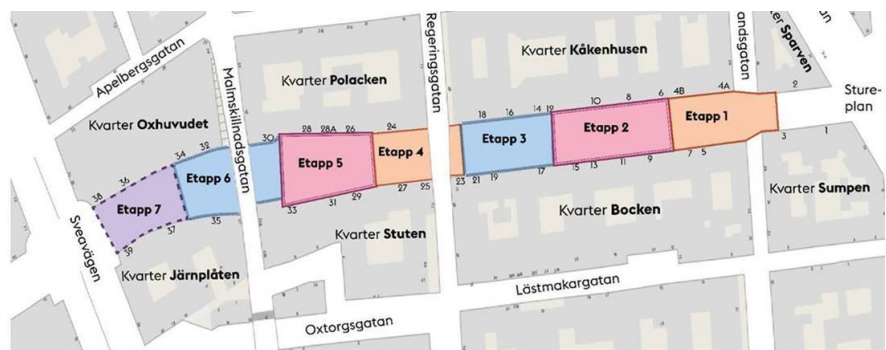 Apelbergsgatan
Malmskillnadsgatan
Regeringsgatan
andsgatan
er Sparven
an
Kvarter Polacken
Kvarter Kåkenhusen
Kvarter Oxhuvudet
Sture-
plan
38 36 34 32 30 28 28A 26 24 18 16 14 12 10 8 6 4B 4A 2
Etapp 7
Etapp 6
Etapp 5
Etapp 4
Etapp 3
Etapp 2
Etapp 1
39 37 35 33 31 29 27 25 23 21 19 17 15 13 11 9 7 5 3 1
Sveavägen
Kvarter Järnplåten
Kvarter Stuten
Kvarter Bocken
Kvarter Sumpen
Lästmakargatan
Oxtorgsgatan